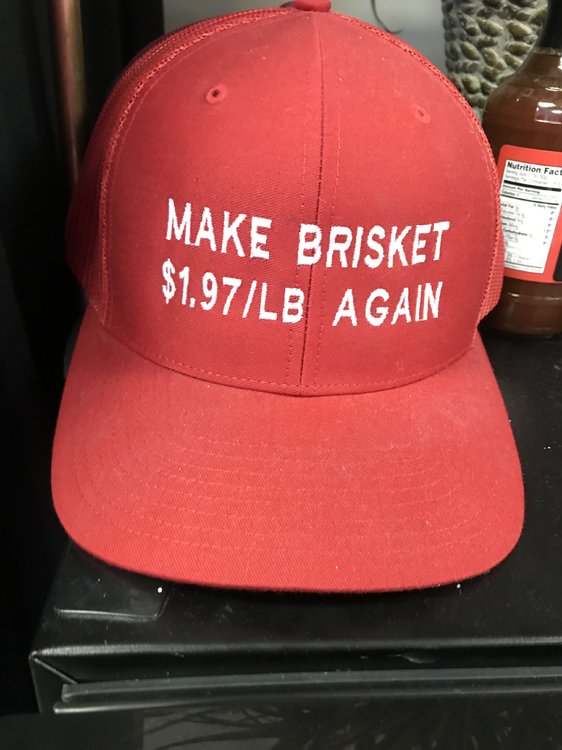 MAKE BRISKET
$1.97/LB AGAIN
Nutrition Fact